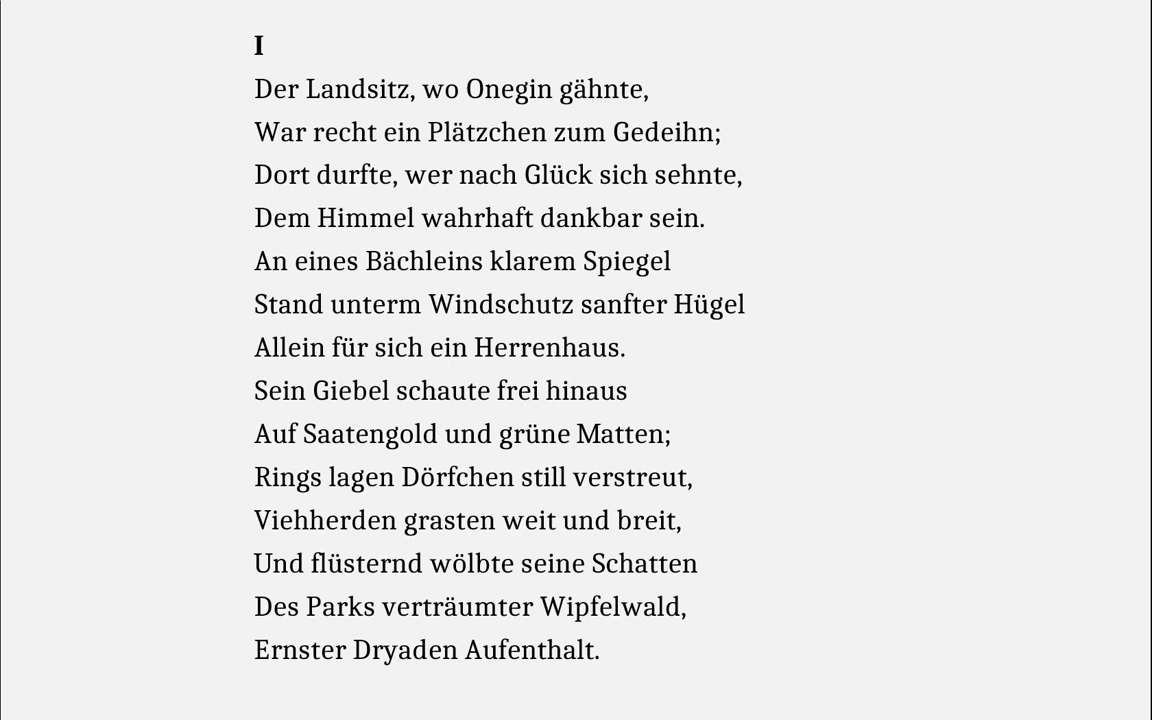 I
Der Landsitz, wo Onegin gähnte,
War recht ein Plätzchen zum Gedeihn;
Dort durfte, wer nach Glück sich sehnte,
Dem Himmel wahrhaft dankbar sein.
An eines Bächleins klarem Spiegel
Stand unterm Windschutz sanfter Hügel
Allein für sich ein Herrenhaus.
Sein Giebel schaute frei hinaus
Auf Saatengold und grüne Matten;
Rings lagen Dörfchen still verstreut,
Viehherden grasten weit und breit,
Und flüsternd wölbte seine Schatten
Des Parks verträumter Wipfelwald,
Ernster Dryaden Aufenthalt.